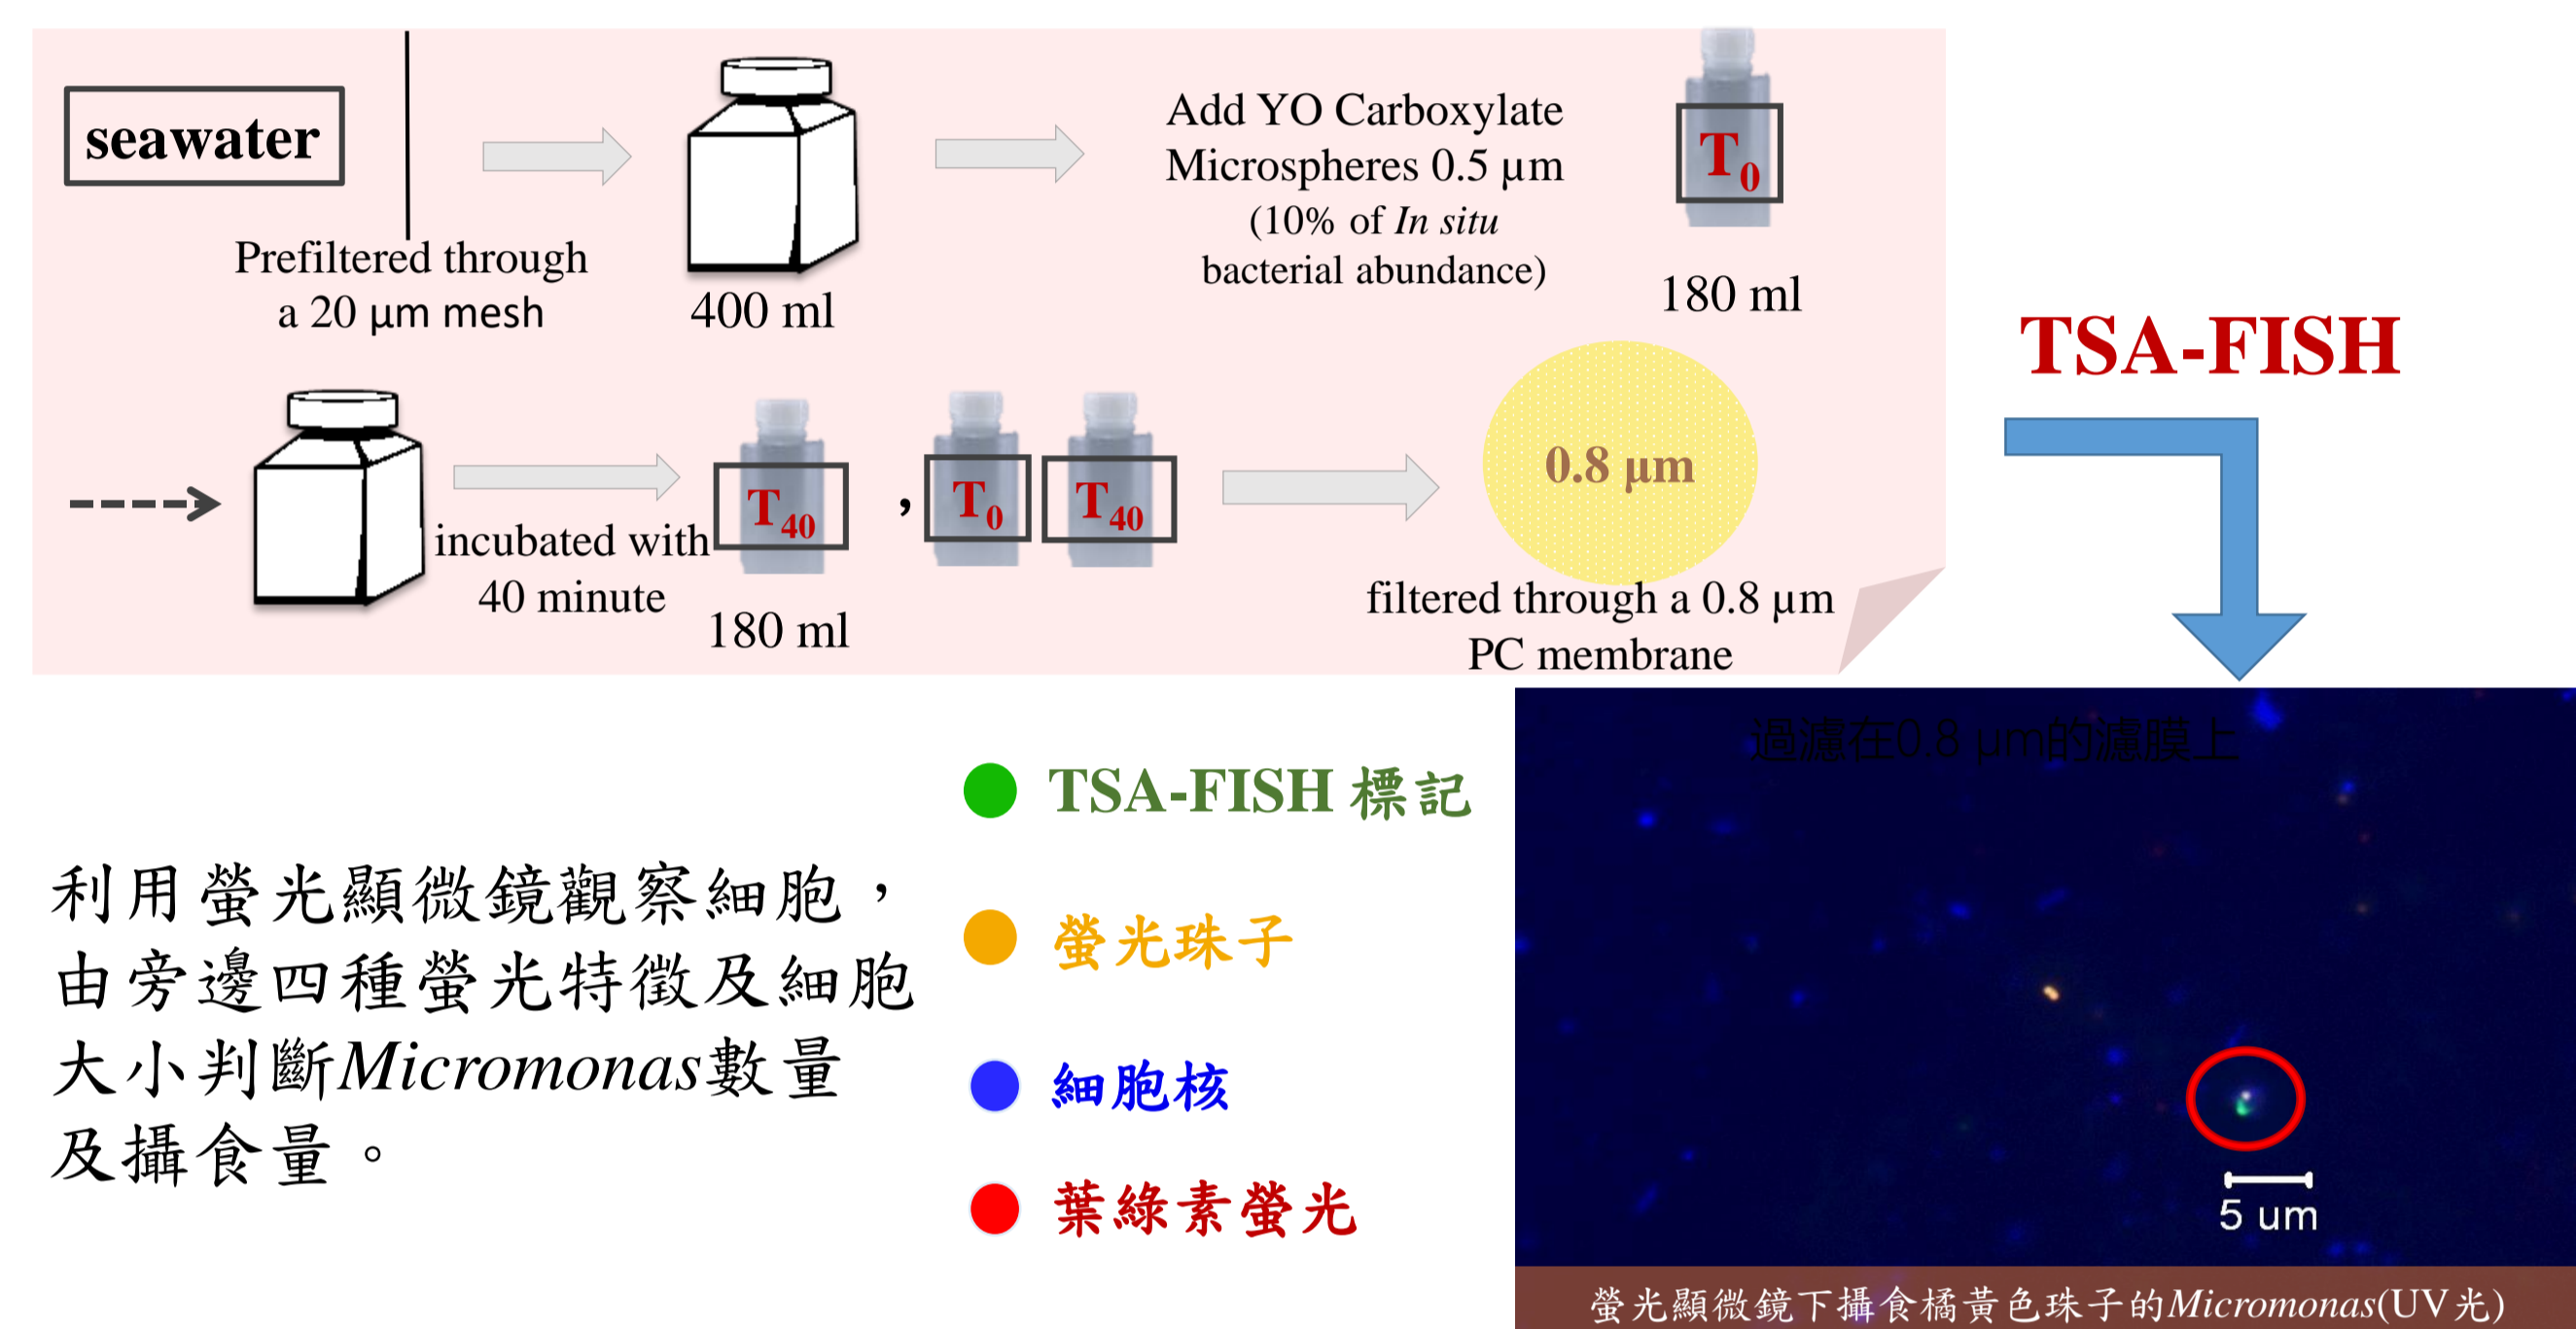 seawater
Prefiltered through
a 20 μm mesh
400 ml
Add YO Carboxylate
Microspheres 0.5 μm
(10% of In situ
bacterial abundance)
T0
180 ml
incubated with
40 minute
T40
180 ml
,
T0
T40
0.8 μm
filtered through a 0.8 μm
PC membrane
TSA-FISH
過濾在0.8 μm的濾膜上
利用螢光顯微鏡觀察細胞，
由旁邊四種螢光特徵及細胞
大小判斷Micromonas數量
及攝食量。
TSA-FISH 標記
螢光珠子
細胞核
葉綠素螢光
5 um
螢光顯微鏡下攝食橘黃色珠子的Micromonas(UV光)